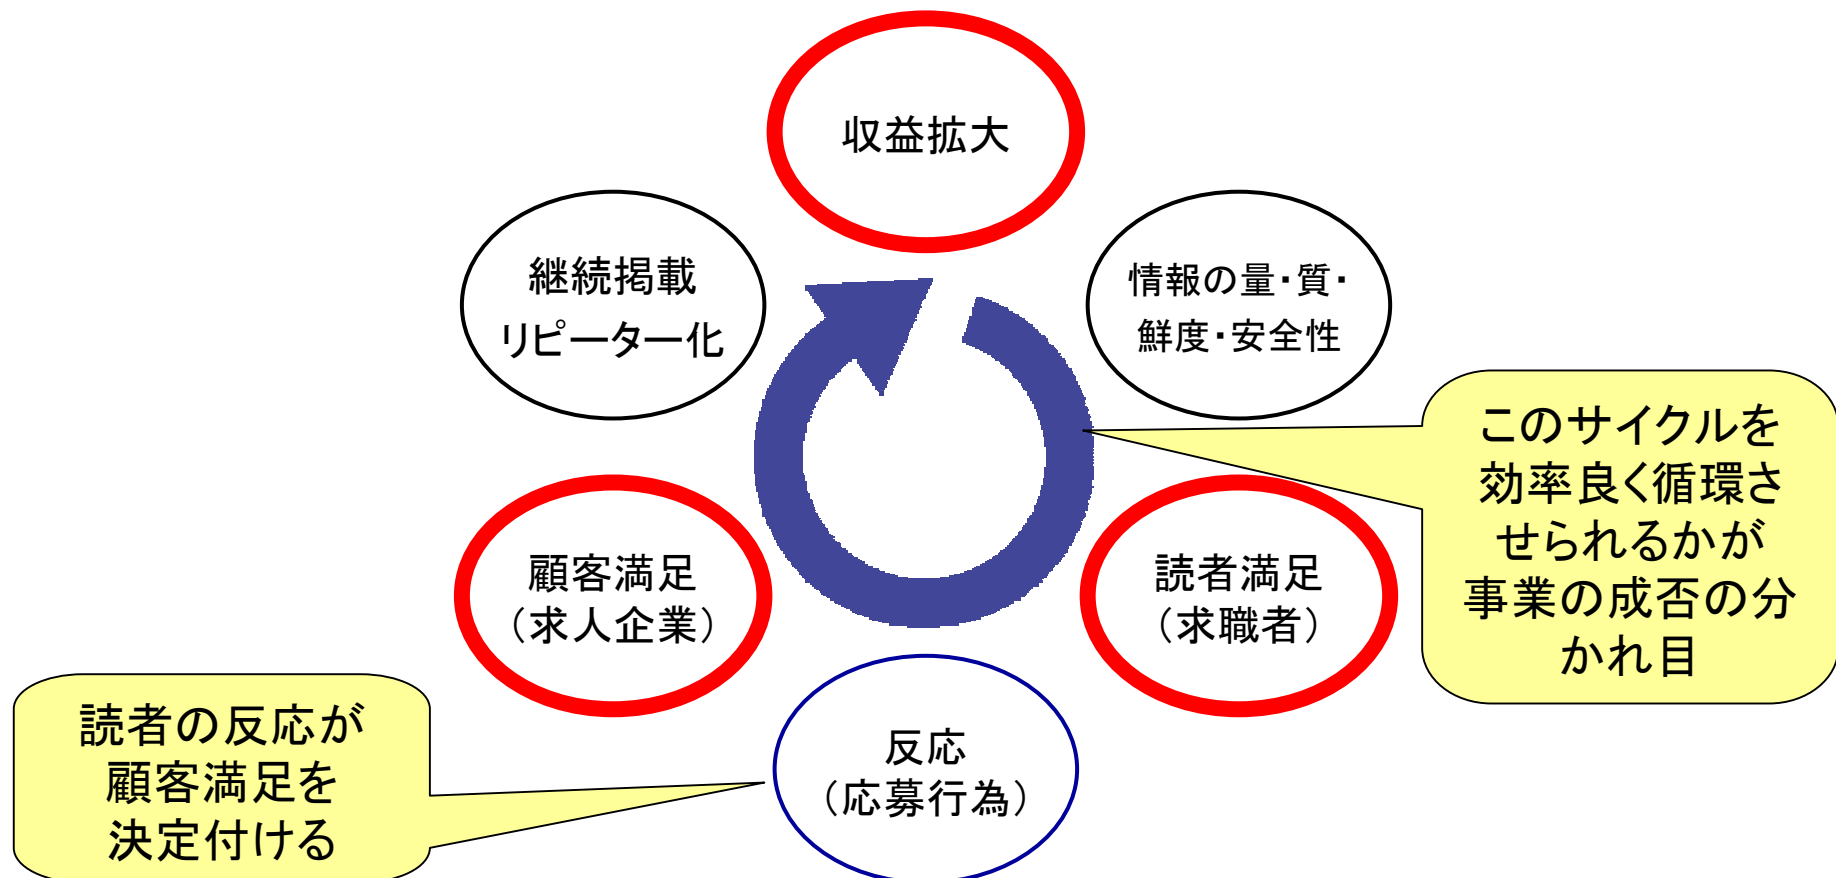 収益拡大
継続掲載
リピーター化
情報の量・質・
鮮度・安全性
このサイクルを
効率良く循環さ
せられるかが
事業の成否の分
かれ目
顧客満足
（求人企業）
読者満足
（求職者）
読者の反応が
顧客満足を
決定付ける
反応
（応募行為）